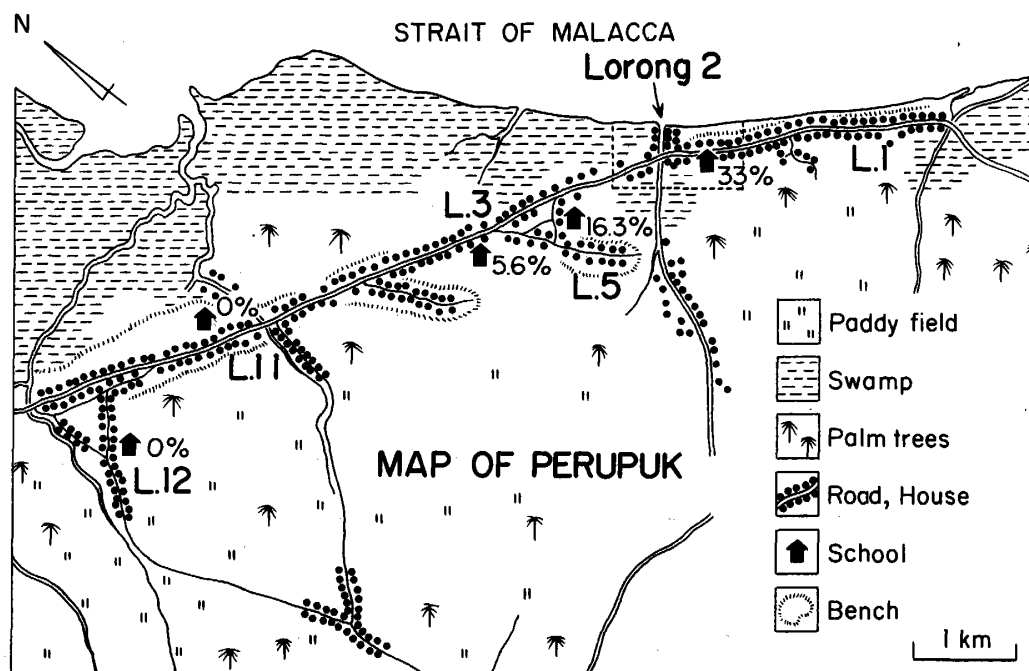 N
STRAIT OF MALACCA
Lorong 2
L.1
33%
L.3
16.3%
5.6%
L.5
0%
L.11
0%
L.12
MAP OF PERUPUK
Paddy field
Swamp
Palm trees
Road, House
School
Bench
1 km